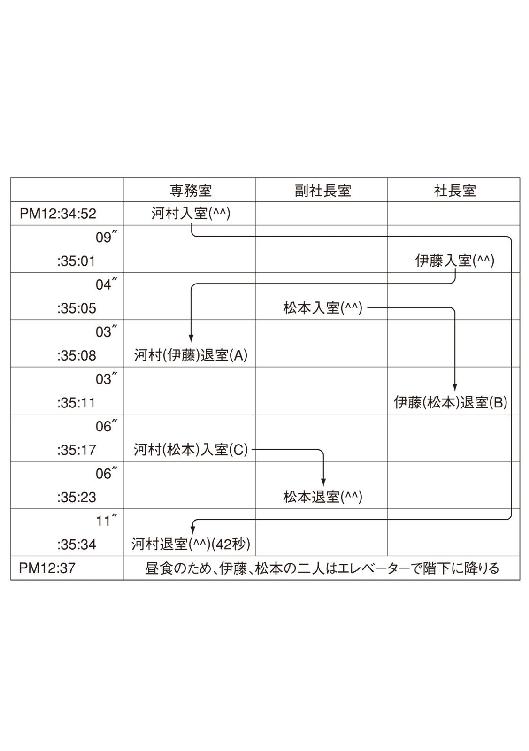 専務室 副社長室 社長室
PM12:34:52 河村入室(^^)
09″
:35:01 伊藤入室(^^)
04″
:35:05 松本入室(^^)
03″
:35:08 河村(伊藤)退室(A)
03″
:35:11 伊藤(松本)退室(B)
06″
:35:17 河村(松本)入室(C)
06″
:35:23 松本退室(^^)
11″
:35:34 河村退室(^^)(42秒)
PM12:37 昼食のため、伊藤、松本の二人はエレベーターで階下に降りる